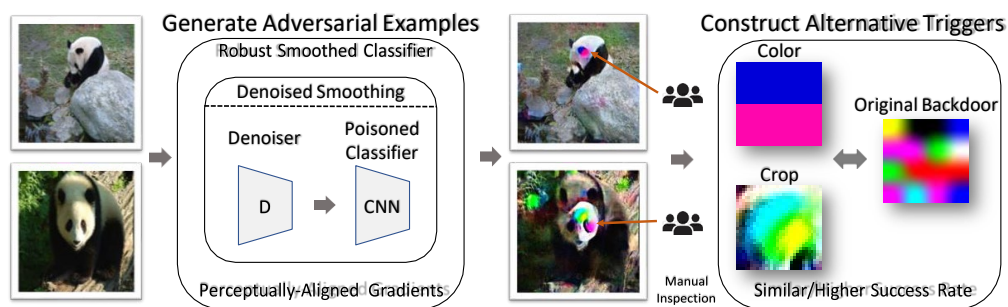 Generate Adversarial Examples
Robust Smoothed Classifier
Denoised Smoothing
Denoiser
Poisoned
Classifier
D
CNN
Perceptually-Aligned Gradients
Manual
Inspection
Construct Alternative Triggers
Color
Original Backdoor
Crop
Similar/Higher Success Rate